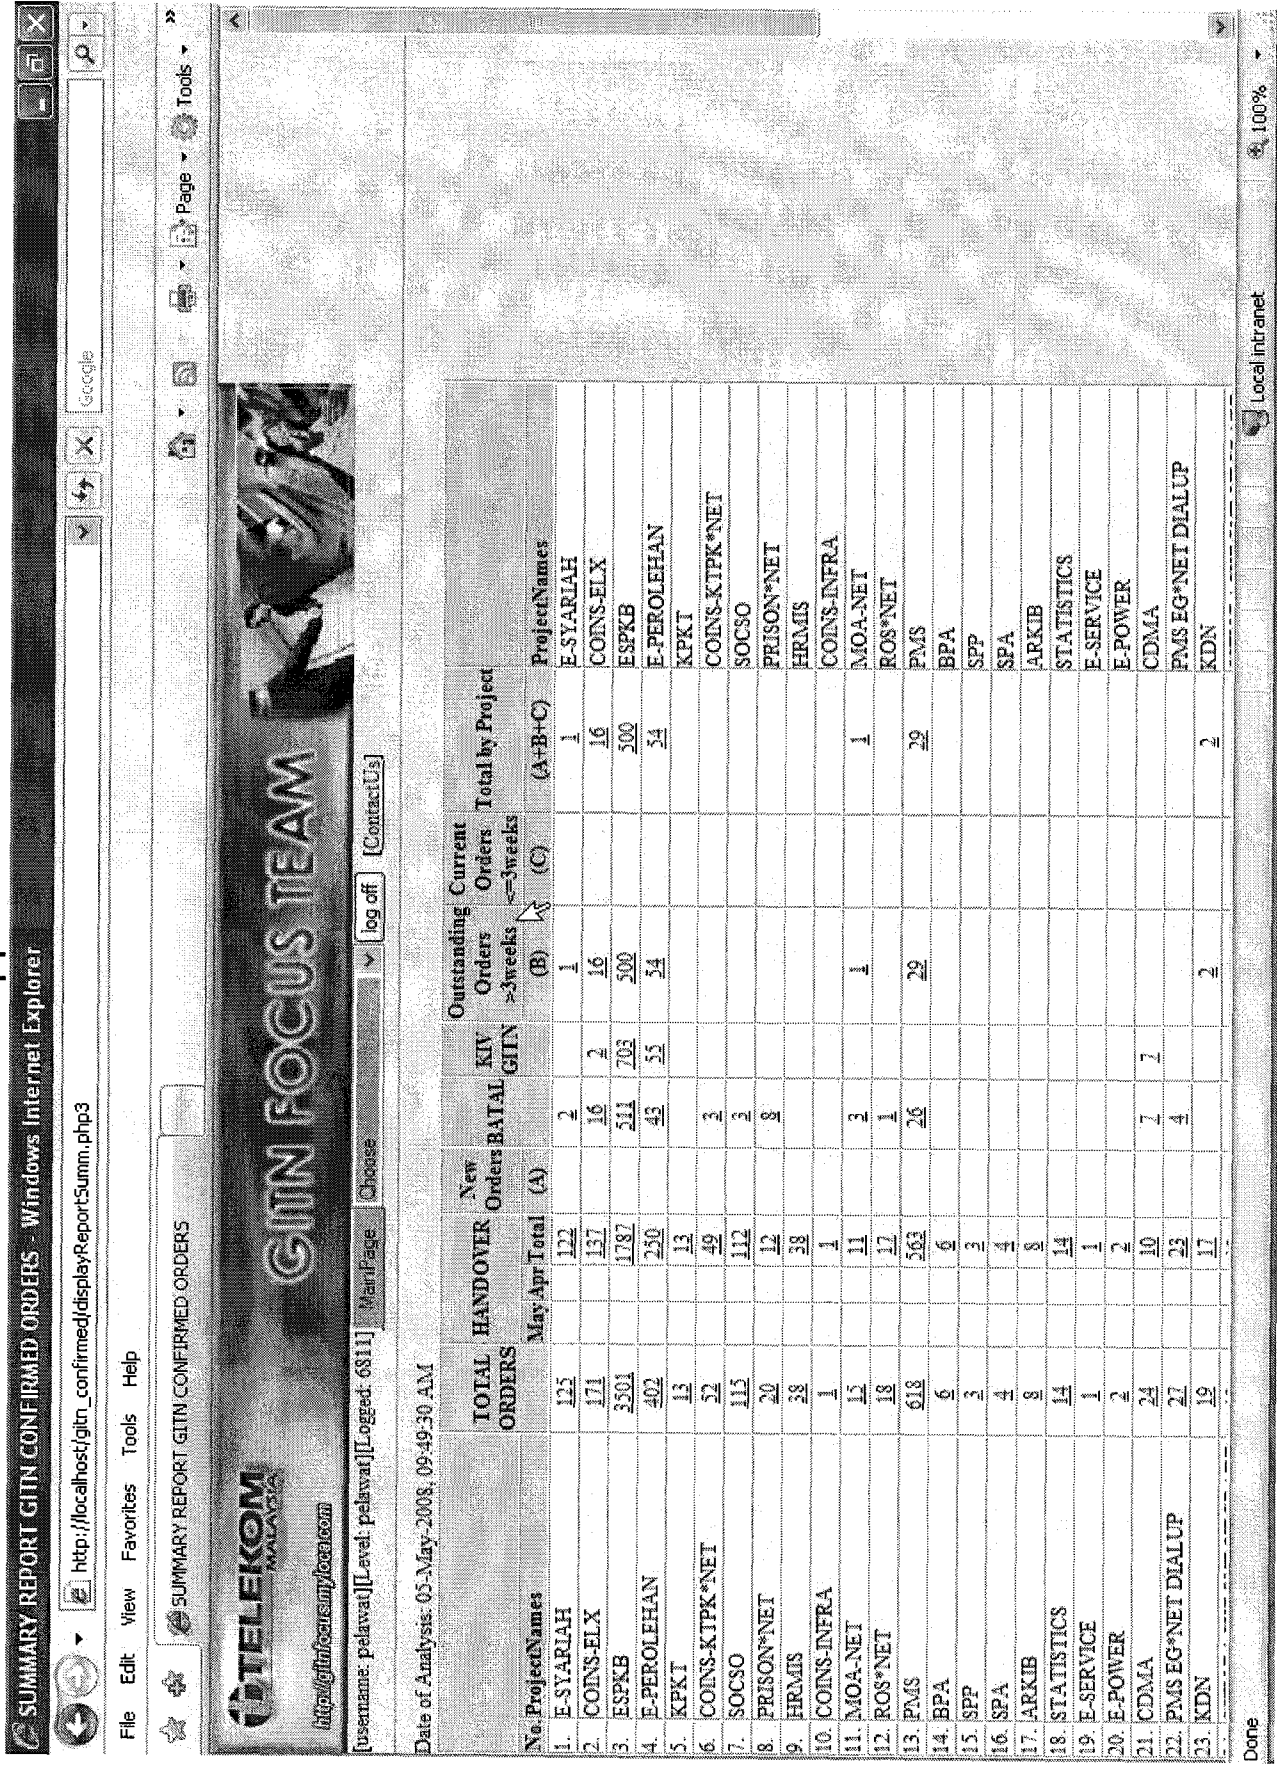 SUMMARY REPORT GITN CONFIRMED ORDERS - Windows Internet Explorer
http://localhost/gitn_confirmed/displayReportSumm.php3
Google
File Edit View Favorites Tools Help
SUMMARY REPORT GITN CONFIRMED ORDERS
Page Tools
TELEKOM
MALAYSIA
http://gitnfocus.myloca.com
GITN FOCUS TEAM
[username: pelawat][Level: pelawat][Logged: 6811] MainPage Choose log off [ContactUs]
Date of Analysis: 05-May-2008, 09:49:30 AM
TOTAL ORDERS HANDOVER New Orders BATAL KIV GITN Outstanding Orders >3weeks Current Orders <=3weeks Total by Project
No. ProjectNames May Apr Total (A) (B) (C) (A+B+C) ProjectNames
1. E-SYARIAH 125 122 2 1 1 E-SYARIAH
2. COINS-ELX 171 137 16 2 16 16 COINS-ELX
3. ESPKB 3501 1787 511 703 500 500 ESPKB
4. E-PEROLEHAN 402 250 43 55 54 54 E-PEROLEHAN
5. KPKT 13 13 KPKT
6. COINS-KTPK*NET 52 49 3 COINS-KTPK*NET
7. SOCSO 115 112 3 SOCSO
8. PRISON*NET 20 12 8 PRISON*NET
9. HRMIS 38 38 HRMIS
10. COINS-INFRA 1 1 COINS-INFRA
11. MOA-NET 15 11 3 1 1 MOA-NET
12. ROS*NET 18 17 1 ROS*NET
13. PMS 618 563 26 29 29 PMS
14. BPA 6 6 BPA
15. SPP 3 3 SPP
16. SPA 4 4 SPA
17. ARKIB 8 8 ARKIB
18. STATISTICS 14 14 STATISTICS
19. E-SERVICE 1 1 E-SERVICE
20. E-POWER 2 2 E-POWER
21. CDMA 24 10 7 7 CDMA
22. PMS EG*NET DIALUP 27 23 4 PMS EG*NET DIALUP
23. KDN 19 17 2 2 KDN
Done Local intranet 100%